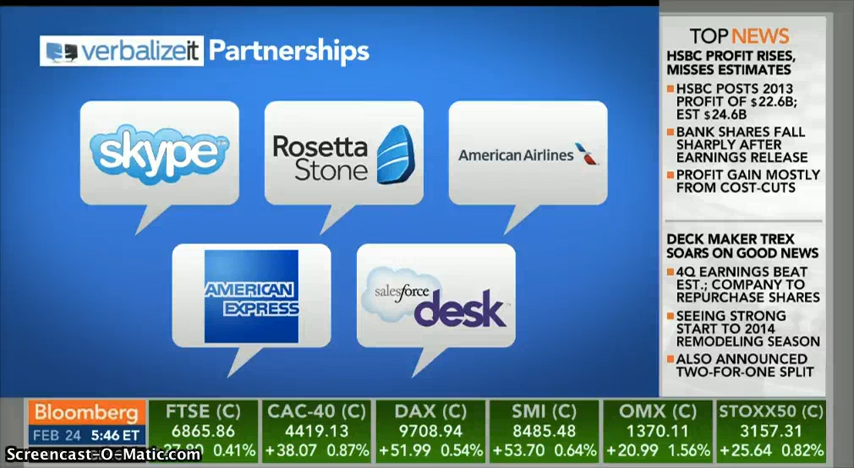 verbalizeit Partnerships
skype
Rosetta
Stone
American Airlines
AMERICAN
EXPRESS
salesforce
desk
TOP NEWS
HSBC PROFIT RISES,
MISSES ESTIMATES
HSBC POSTS 2013
PROFIT OF $22.6B;
EST $24.6B
BANK SHARES FALL
SHARPLY AFTER
EARNINGS RELEASE
PROFIT GAIN MOSTLY
FROM COST-CUTS
DECK MAKER TREX
SOARS ON GOOD NEWS
4Q EARNINGS BEAT
EST.; COMPANY TO
REPURCHASE SHARES
SEEING STRONG
START TO 2014
REMODELING SEASON
ALSO ANNOUNCED
TWO-FOR-ONE SPLIT
Bloomberg FTSE (C) CAC-40 (C) DAX (C) SMI (C) OMX (C) STOXX50 (C)
FEB 24 5:46 ET 6865.86 4419.13 9708.94 8485.48 1370.11 3157.31
0.41% +38.07 0.87% +51.99 0.54% +53.70 0.64% +20.99 1.56% +25.64 0.82%
Screencast-O-Matic.com